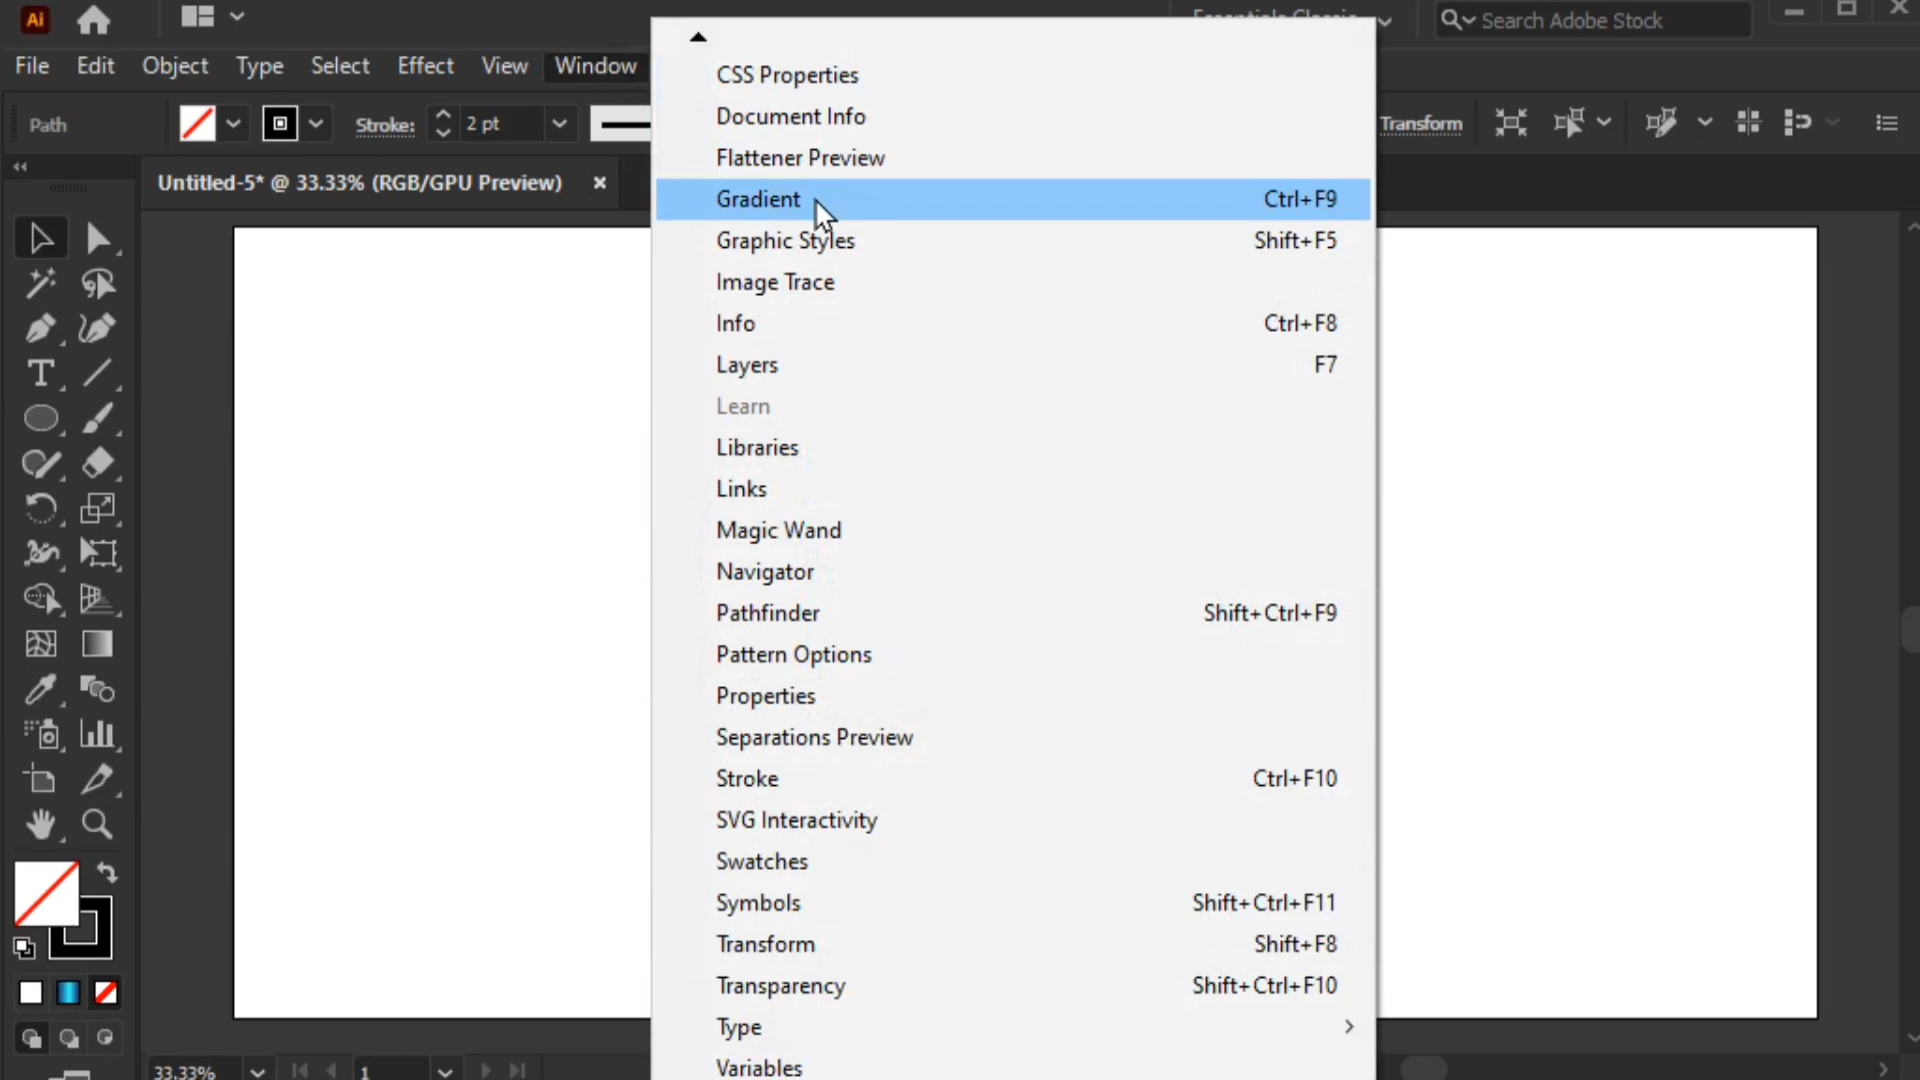 Ai
Essentials Classic
Search Adobe Stock
File Edit Object Type Select Effect View Window
Path
Stroke:
2 pt
Transform
Untitled-5* @ 33.33% (RGB/GPU Preview)
CSS Properties
Document Info
Flattener Preview
Gradient Ctrl+F9
Graphic Styles Shift+F5
Image Trace
Info Ctrl+F8
Layers F7
Learn
Libraries
Links
Magic Wand
Navigator
Pathfinder Shift+Ctrl+F9
Pattern Options
Properties
Separations Preview
Stroke Ctrl+F10
SVG Interactivity
Swatches
Symbols Shift+Ctrl+F11
Transform Shift+F8
Transparency Shift+Ctrl+F10
Type
Variables
33.33%
1